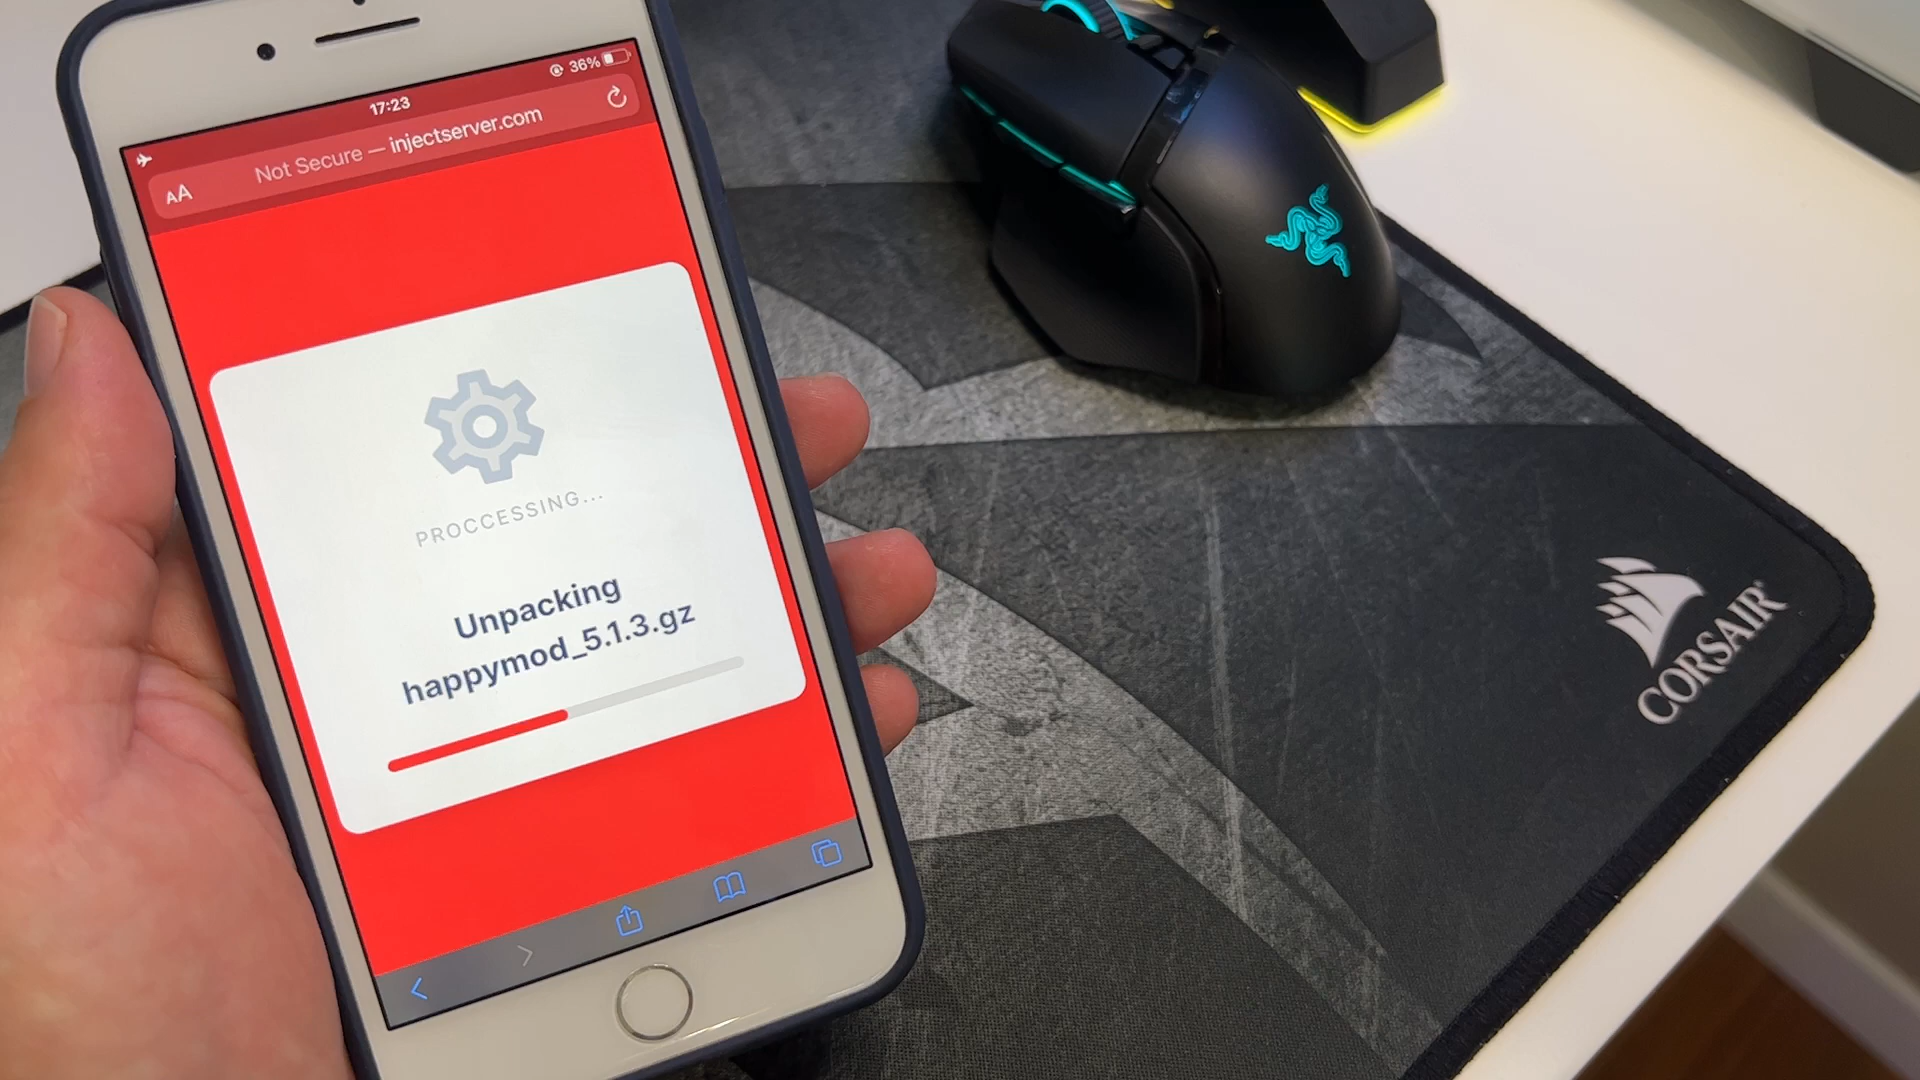 36%
17:23
AA Not Secure — injectserver.com
PROCCESSING...
Unpacking
happymod_5.1.3.gz
CORSAIR